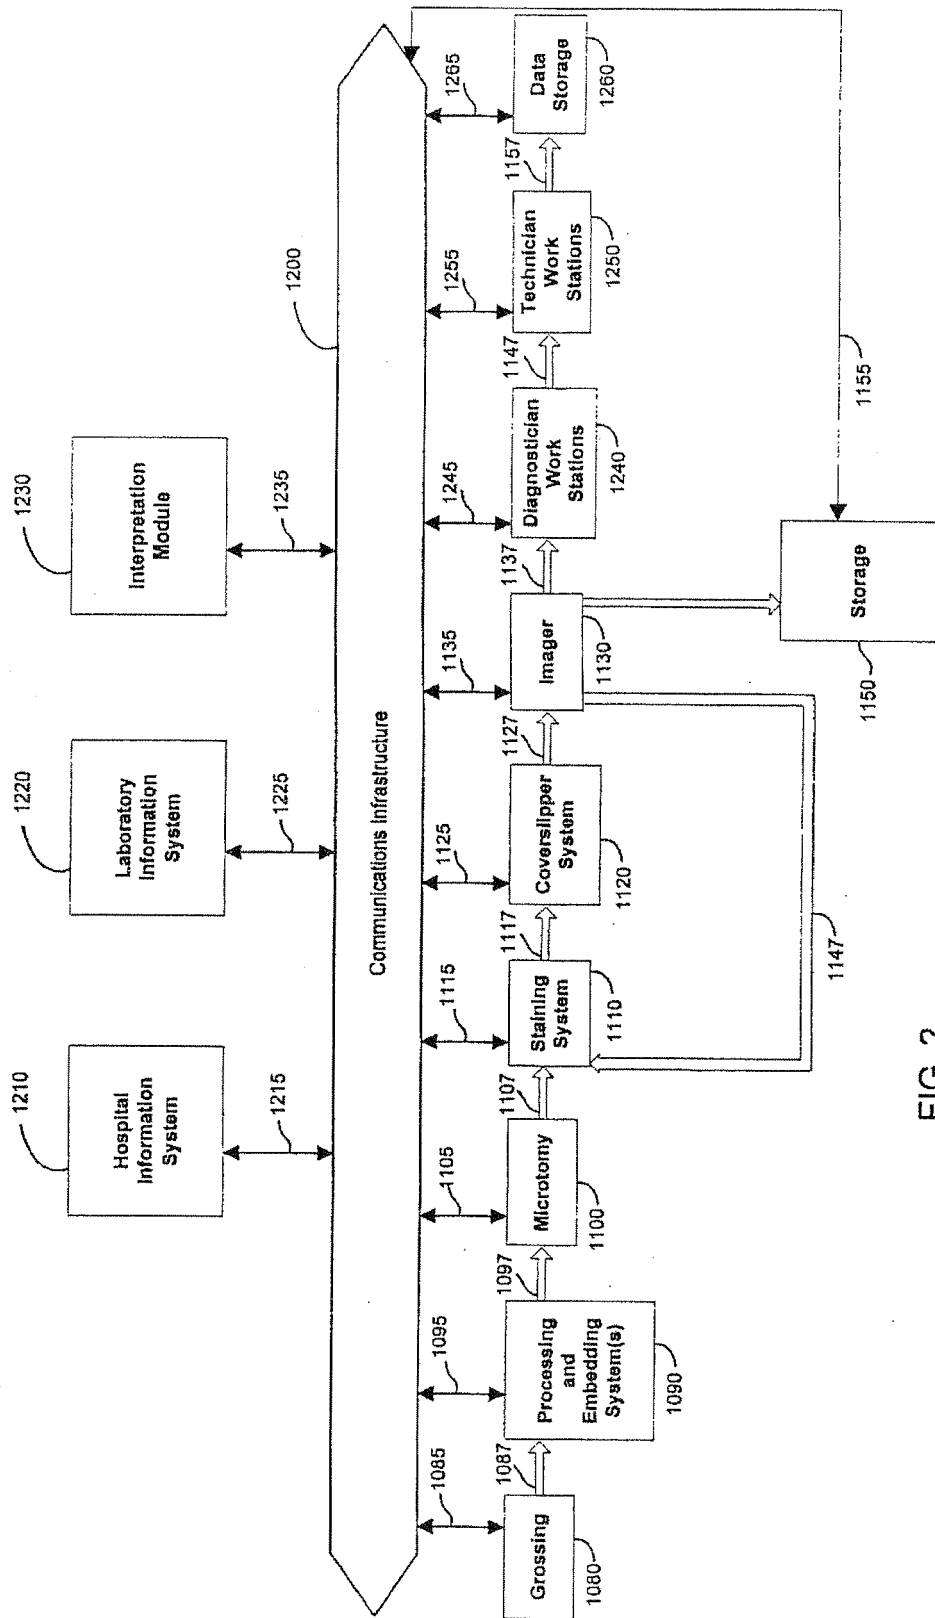 1210
Hospital
Information
System
1215
1220
Laboratory
Information
System
1225
1230
Interpretation
Module
1235
1200
Communications Infrastructure
1085
1095
1105
1115
1125
1135
1245
1255
1265
Grossing
1080
1087
Processing
and
Embedding
System(s)
1090
1097
Microtomy
1100
1107
Staining
System
1110
1117
Coverslipper
System
1120
1127
Imager
1130
1137
Diagnostician
Work
Stations
1240
1147
Technician
Work
Stations
1250
1157
Data
Storage
1260
1147
Storage
1150
1155
FIG. 2